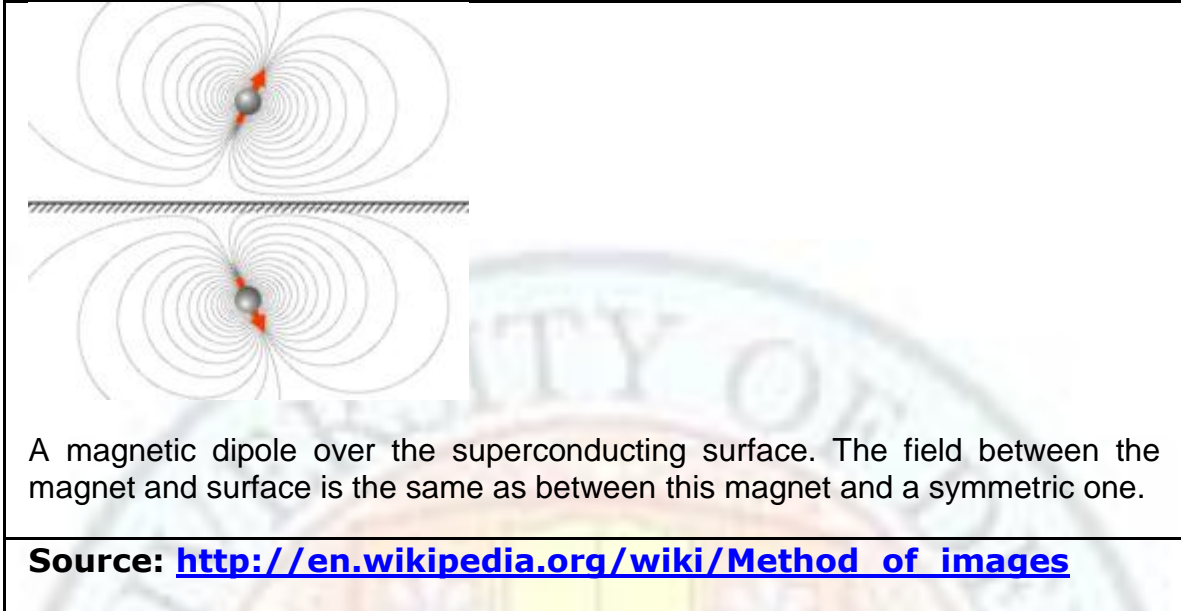 A magnetic dipole over the superconducting surface. The field between the
magnet and surface is the same as between this magnet and a symmetric one.
Source: http://en.wikipedia.org/wiki/Method_of_images